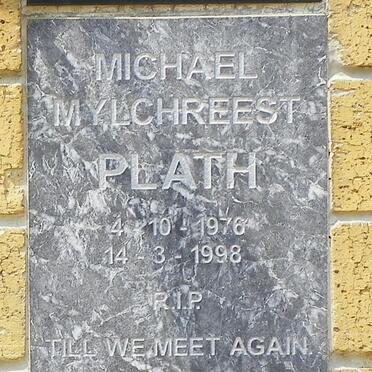 MICHAEL
MYLCHREEST
PLATH
4 - 10 - 1976
14 - 3 - 1998
R.I.P.
TILL WE MEET AGAIN.